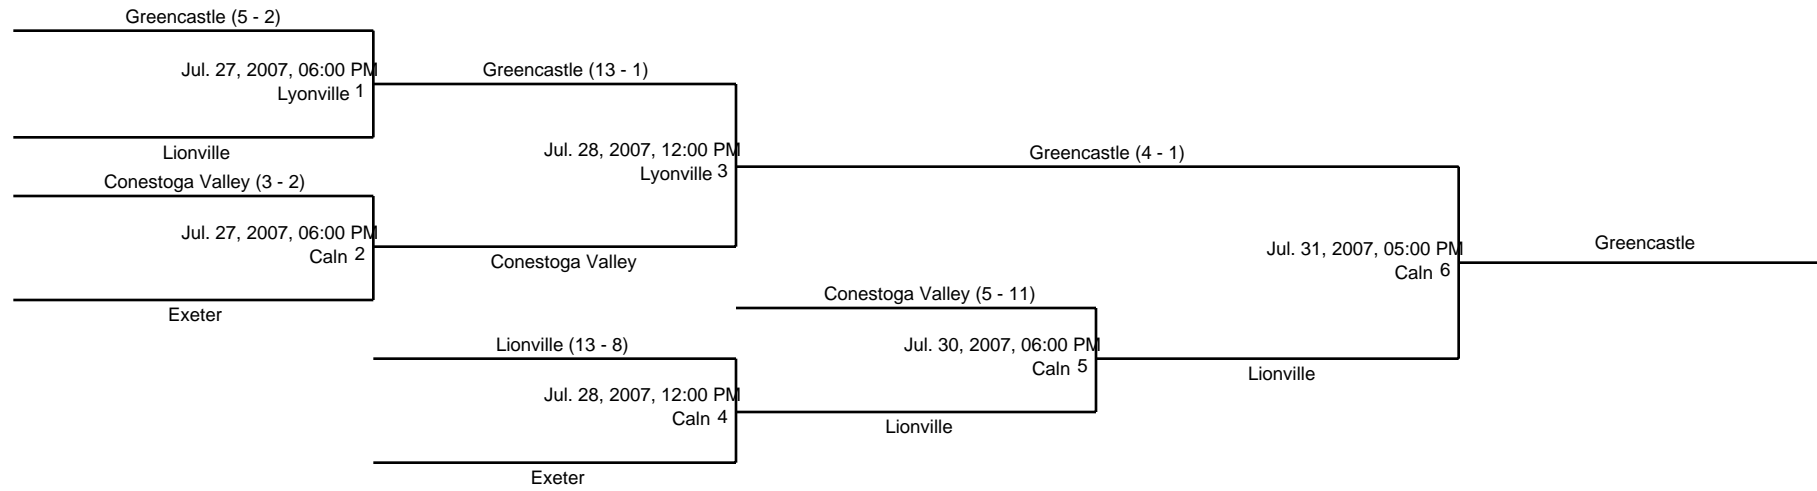 Greencastle (5 - 2)
Jul. 27, 2007, 06:00 PM
Lyonville 1
Lionville
Conestoga Valley (3 - 2)
Jul. 27, 2007, 06:00 PM
Caln 2
Exeter
Greencastle (13 - 1)
Jul. 28, 2007, 12:00 PM
Lyonville 3
Conestoga Valley
Lionville (13 - 8)
Jul. 28, 2007, 12:00 PM
Caln 4
Exeter
Conestoga Valley (5 - 11)
Jul. 30, 2007, 06:00 PM
Caln 5
Lionville
Greencastle (4 - 1)
Jul. 31, 2007, 05:00 PM
Caln 6
Lionville
Greencastle